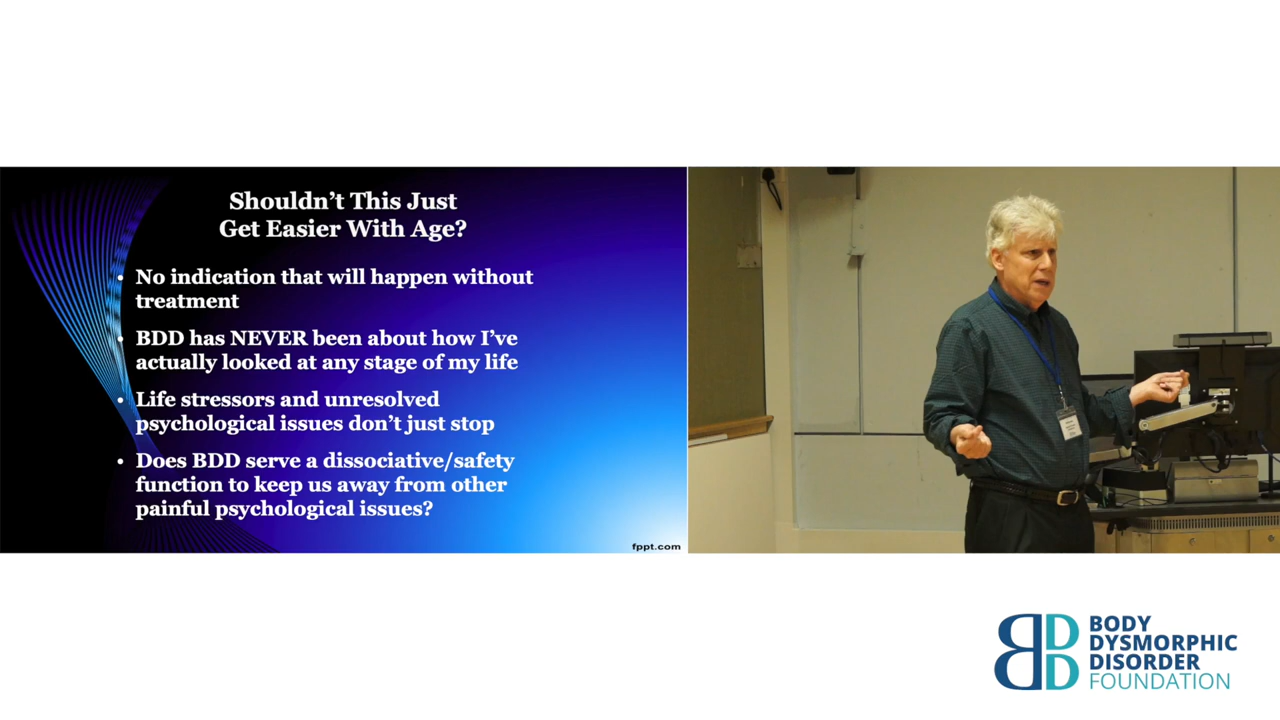 Shouldn't This Just
Get Easier With Age?
• No indication that will happen without
treatment
• BDD has NEVER been about how I've
actually looked at any stage of my life
• Life stressors and unresolved
psychological issues don't just stop
• Does BDD serve a dissociative/safety
function to keep us away from other
painful psychological issues?
fppt.com
BDD
BODY
DYSMORPHIC
DISORDER
FOUNDATION